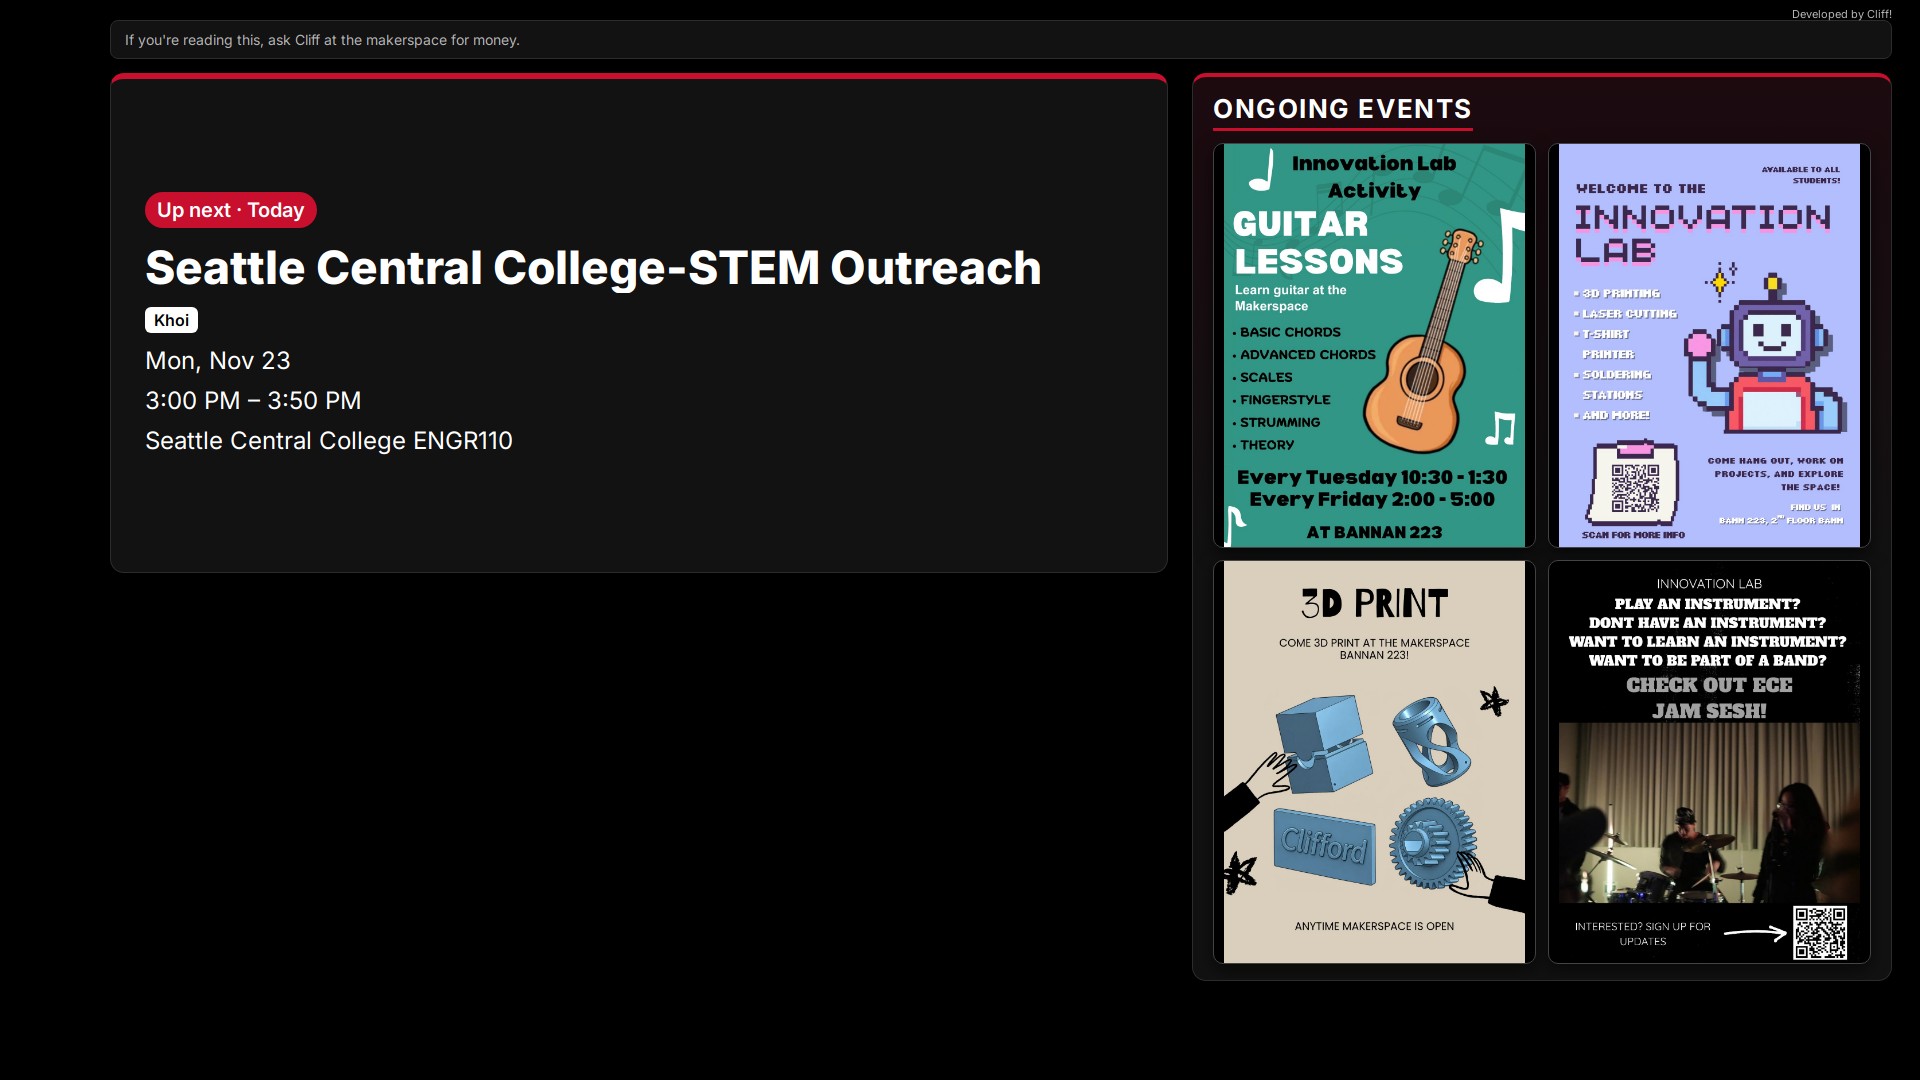 Developed by Cliff!
If you're reading this, ask Cliff at the makerspace for money.
Up next · Today
Seattle Central College-STEM Outreach
Khoi
Mon, Nov 23
3:00 PM – 3:50 PM
Seattle Central College ENGR110
ONGOING EVENTS
Innovation Lab
Activity
GUITAR
LESSONS
Learn guitar at the
Makerspace
• BASIC CHORDS
• ADVANCED CHORDS
• SCALES
• FINGERSTYLE
• STRUMMING
• THEORY
Every Tuesday 10:30 - 1:30
Every Friday 2:00 - 5:00
AT BANNAN 223
AVAILABLE TO ALL
STUDENTS!
WELCOME TO THE
INNOVATION
LAB
• 3D PRINTING
• LASER CUTTING
• T-SHIRT
PRINTER
• SOLDERING
STATIONS
• AND MORE!
COME HANG OUT, WORK ON
PROJECTS, AND EXPLORE
THE SPACE!
FIND US IN
BANN 223, 2ND FLOOR BANN
SCAN FOR MORE INFO
3D PRINT
COME 3D PRINT AT THE MAKERSPACE
BANNAN 223!
Clifford
ANYTIME MAKERSPACE IS OPEN
INNOVATION LAB
PLAY AN INSTRUMENT?
DONT HAVE AN INSTRUMENT?
WANT TO LEARN AN INSTRUMENT?
WANT TO BE PART OF A BAND?
CHECK OUT ECE
JAM SESH!
INTERESTED? SIGN UP FOR
UPDATES